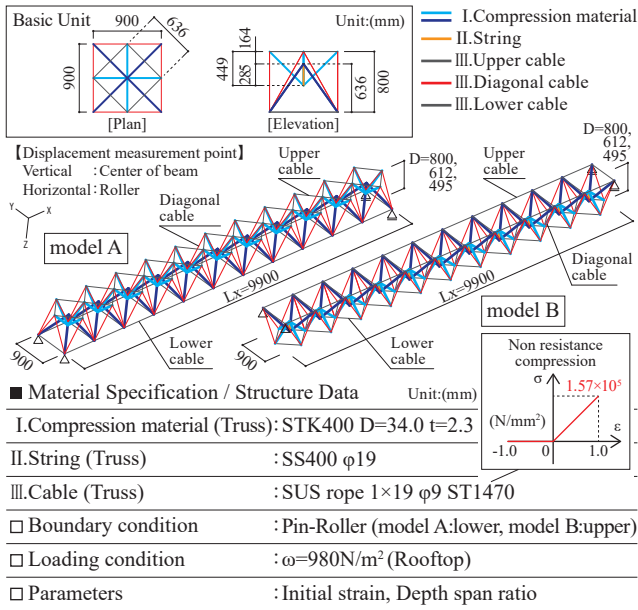 Basic Unit
900
636
Unit:(mm)
900
[Plan]
164
449
285
636
800
[Elevation]
I.Compression material
II.String
Ⅲ.Upper cable
Ⅲ.Diagonal cable
Ⅲ.Lower cable
【Displacement measurement point】
Vertical :Center of beam
Horizontal:Roller
Y
X
Z
model A
Diagonal cable
Upper cable
D=800, 612, 495
Lx=9900
Lower cable
900
Upper cable
D=800, 612, 495
Diagonal cable
Lx=9900
model B
Lower cable
900
Non resistance compression
σ
1.57×10⁵
(N/mm²)
ε
-1.0
0
1.0
■ Material Specification / Structure Data Unit:(mm)
I.Compression material (Truss):STK400 D=34.0 t=2.3
II.String (Truss) :SS400 φ19
Ⅲ.Cable (Truss) :SUS rope 1×19 φ9 ST1470
□ Boundary condition :Pin-Roller (model A:lower, model B:upper)
□ Loading condition :ω=980N/m² (Rooftop)
□ Parameters :Initial strain, Depth span ratio